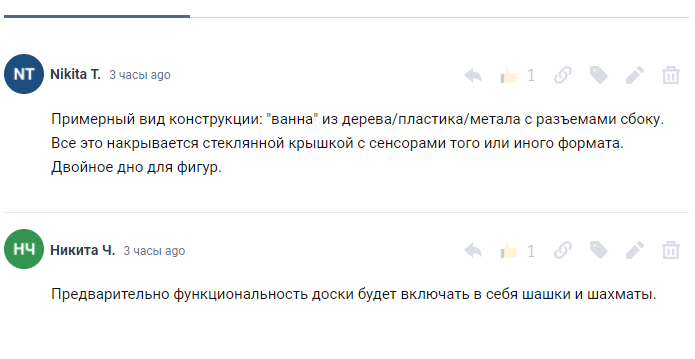 NT Nikita T. 3 часы ago 1
Примерный вид конструкции: "ванна" из дерева/пластика/метала с разъемами сбоку.
Все это накрывается стеклянной крышкой с сенсорами того или иного формата.
Двойное дно для фигур.
НЧ Никита Ч. 3 часы ago 1
Предварительно функциональность доски будет включать в себя шашки и шахматы.